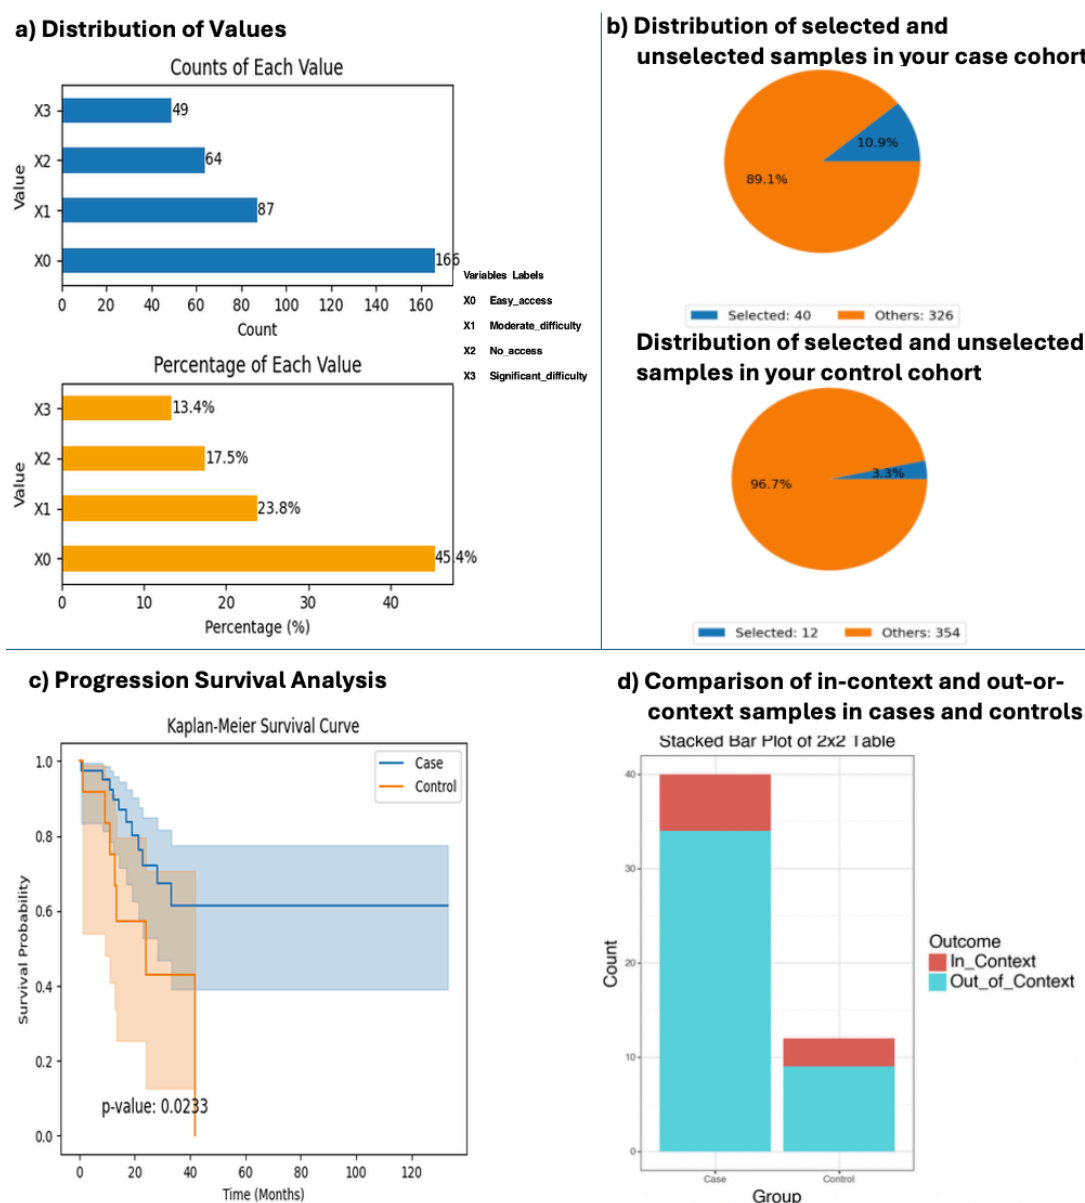 a) Distribution of Values
Counts of Each Value
Value
X3
X2
X1
X0
49
64
87
166
0 20 40 60 80 100 120 140 160
Count
Percentage of Each Value
Value
X3
X2
X1
X0
13.4%
17.5%
23.8%
45.4%
0 10 20 30 40
Percentage (%)
Variables Labels
X0 Easy_access
X1 Moderate_difficulty
X2 No_access
X3 Significant_difficulty
b) Distribution of selected and
unselected samples in your case cohort
10.9%
89.1%
Selected: 40 Others: 326
Distribution of selected and unselected
samples in your control cohort
3.3%
96.7%
Selected: 12 Others: 354
c) Progression Survival Analysis
Kaplan-Meier Survival Curve
Case
Control
Survival Probability
1.0
0.8
0.6
0.4
0.2
0.0
p-value: 0.0233
0 20 40 60 80 100 120
Time (Months)
d) Comparison of in-context and out-or-
context samples in cases and controls
Stacked Bar Plot of 2x2 Table
Count
40
30
20
10
0
Case Control
Group
Outcome
In_Context
Out_of_Context